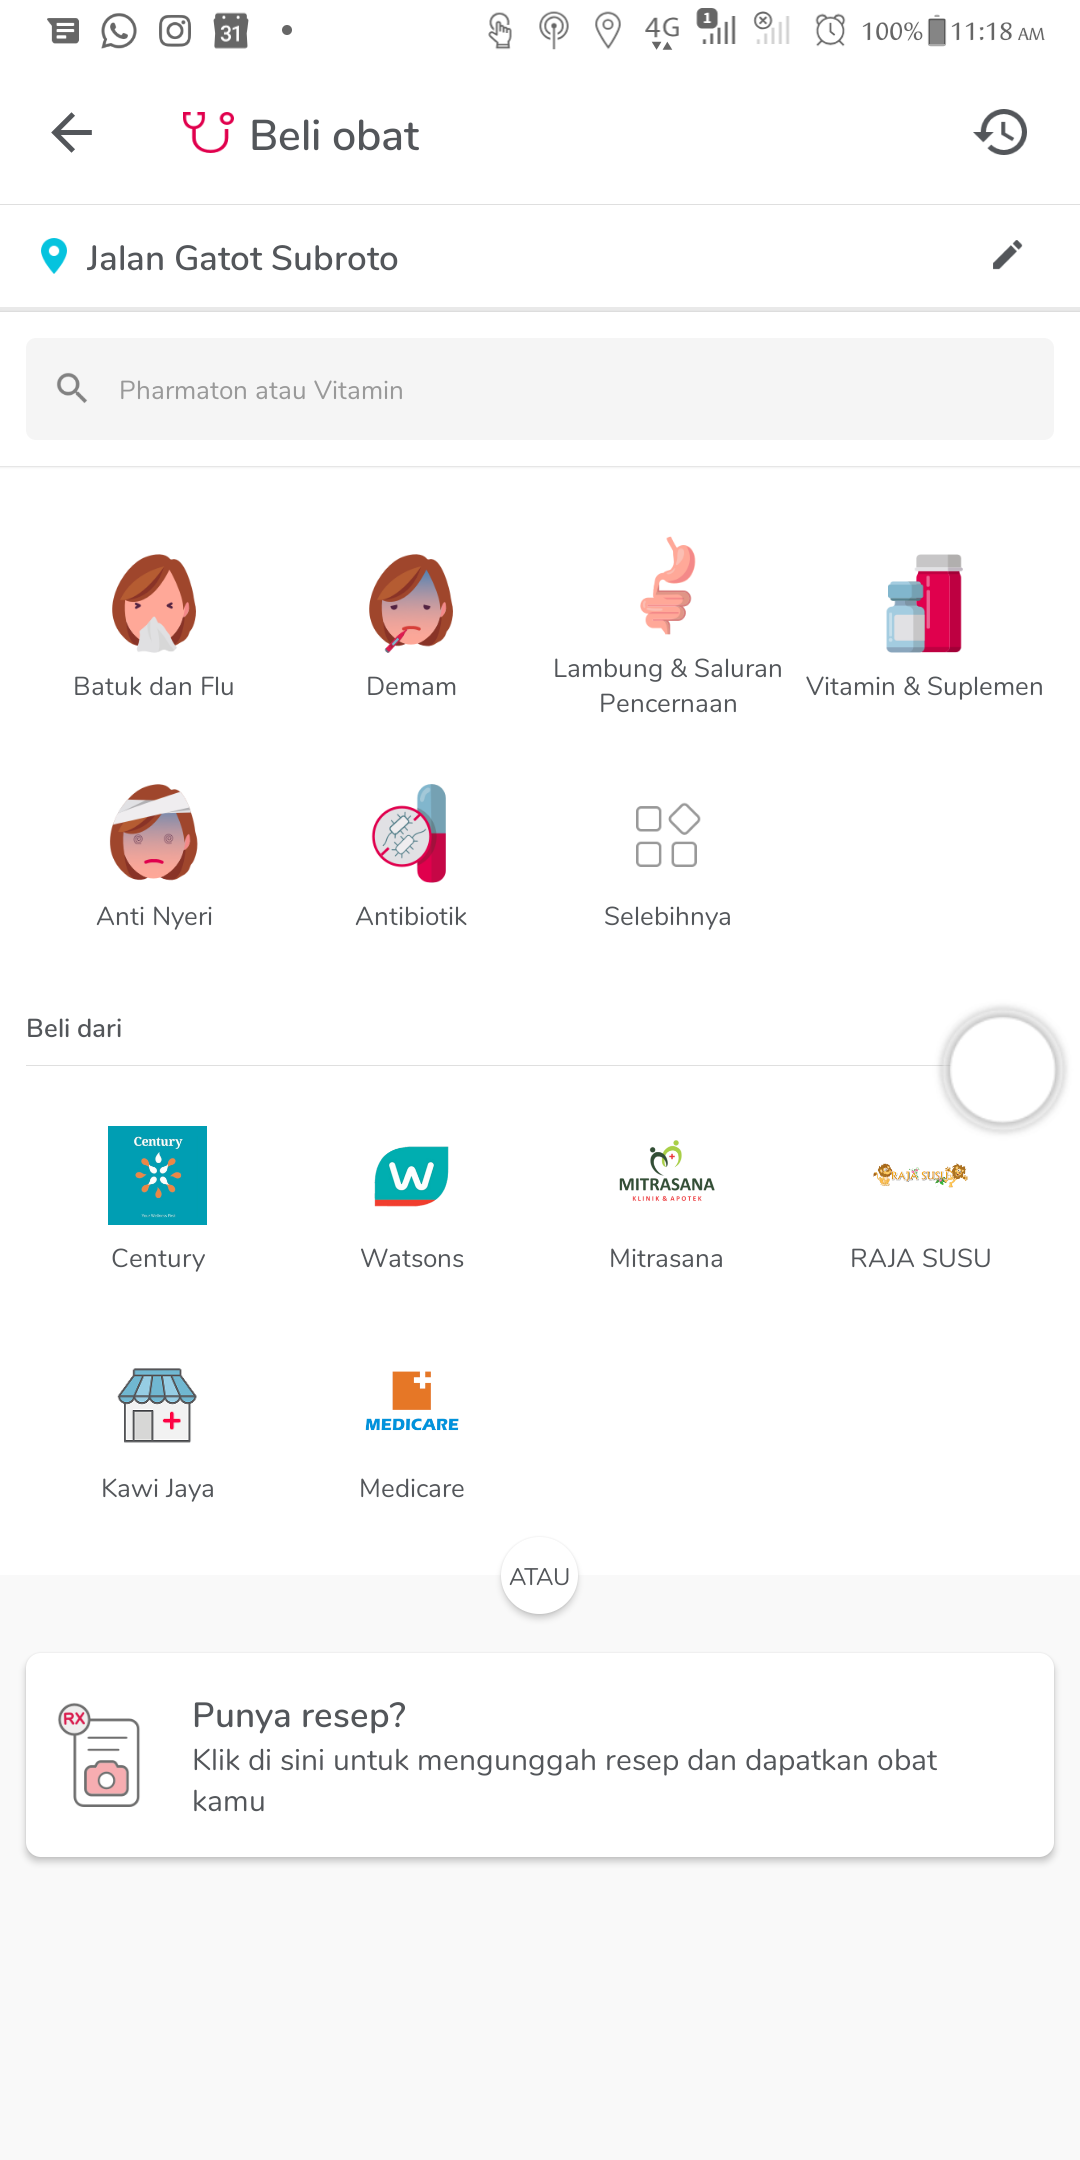 31
4G
1
100%
11:18 AM
Beli obat
Jalan Gatot Subroto
Pharmaton atau Vitamin
Batuk dan Flu
Demam
Lambung & Saluran
Pencernaan
Vitamin & Suplemen
Anti Nyeri
Antibiotik
Selebihnya
Beli dari
Century
W
MITRASANA
KLINIK & APOTEK
RAJA SUSU
Century
Watsons
Mitrasana
RAJA SUSU
MEDICARE
Kawi Jaya
Medicare
ATAU
RX
Punya resep?
Klik di sini untuk mengunggah resep dan dapatkan obat
kamu